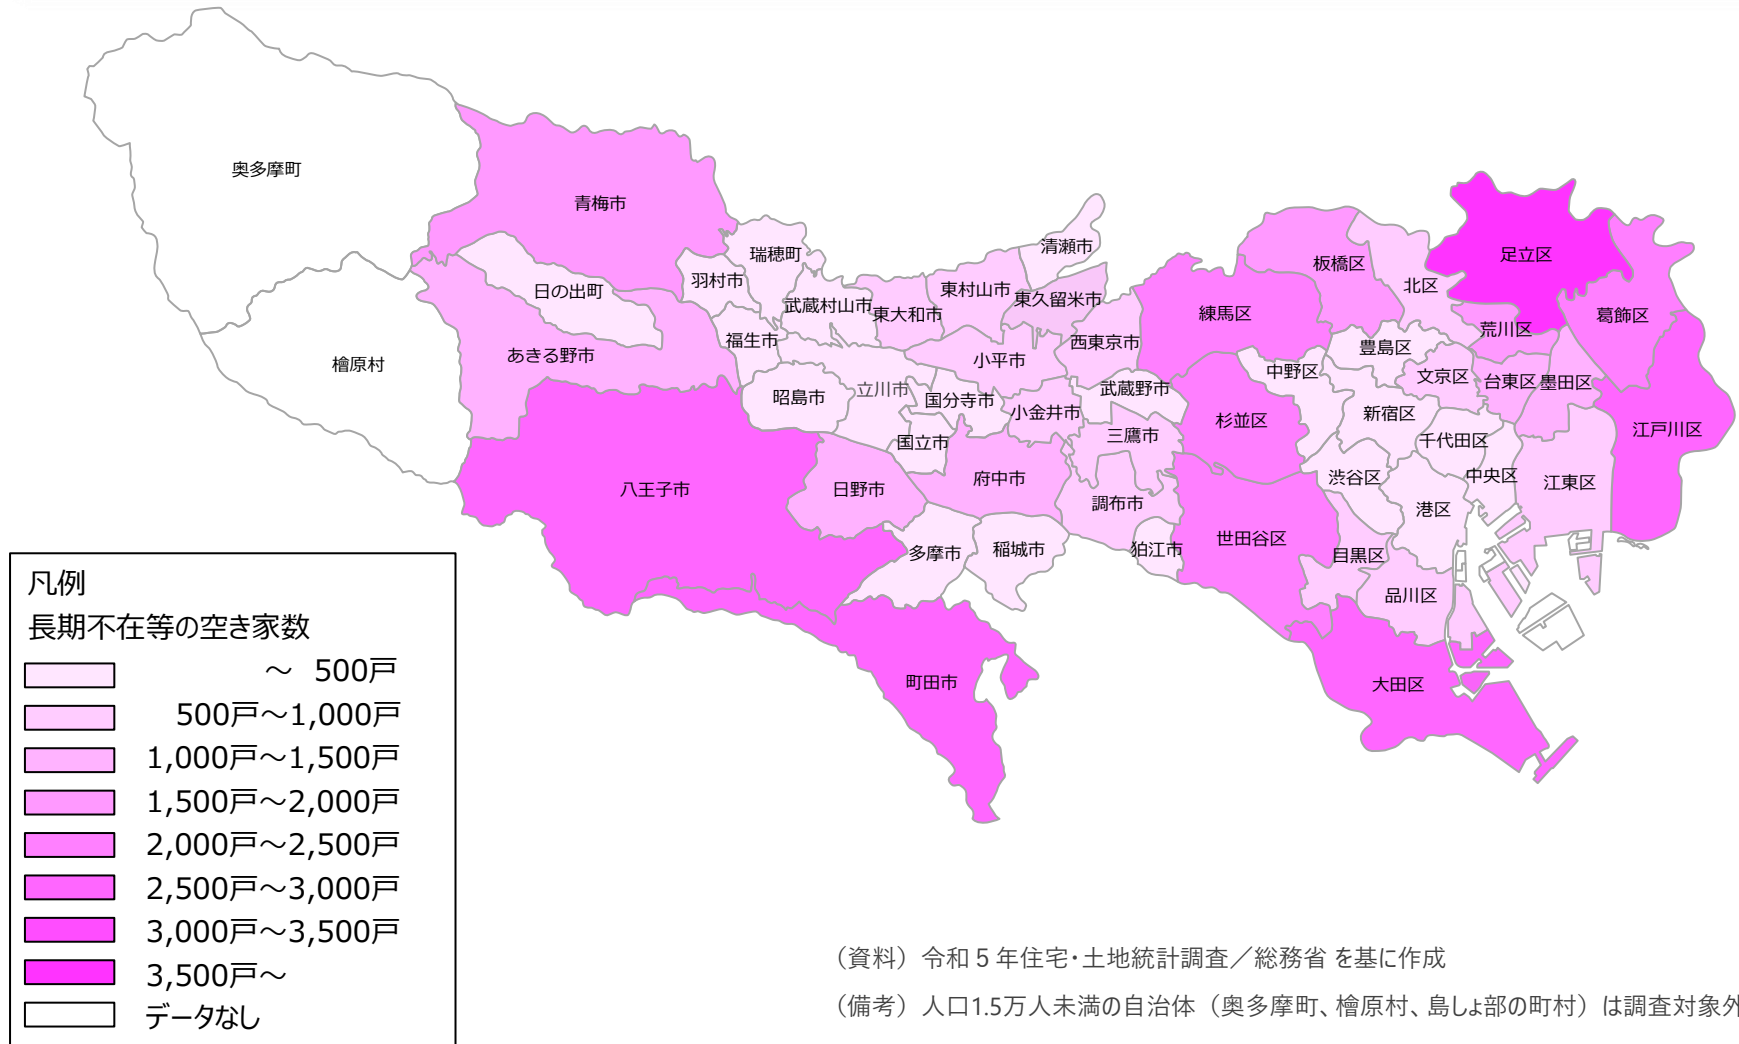 奥多摩町
青梅市
瑞穂町
清瀬市
羽村市
日の出町
武蔵村山市
東大和市
東村山市
東久留米市
板橋区
北区
足立区
檜原村
あきる野市
福生市
昭島市
立川市
小平市
西東京市
練馬区
豊島区
荒川区
葛飾区
国分寺市
小金井市
武蔵野市
中野区
文京区
台東区
墨田区
国立市
三鷹市
杉並区
新宿区
千代田区
江戸川区
八王子市
日野市
府中市
調布市
渋谷区
中央区
江東区
港区
多摩市
稲城市
狛江市
世田谷区
目黒区
品川区
町田市
大田区
凡例
長期不在等の空き家数
～ 500戸
500戸～1,000戸
1,000戸～1,500戸
1,500戸～2,000戸
2,000戸～2,500戸
2,500戸～3,000戸
3,000戸～3,500戸
3,500戸～
データなし
（資料）令和５年住宅・土地統計調査／総務省 を基に作成
（備考）人口1.5万人未満の自治体（奥多摩町、檜原村、島しょ部の町村）は調査対象外